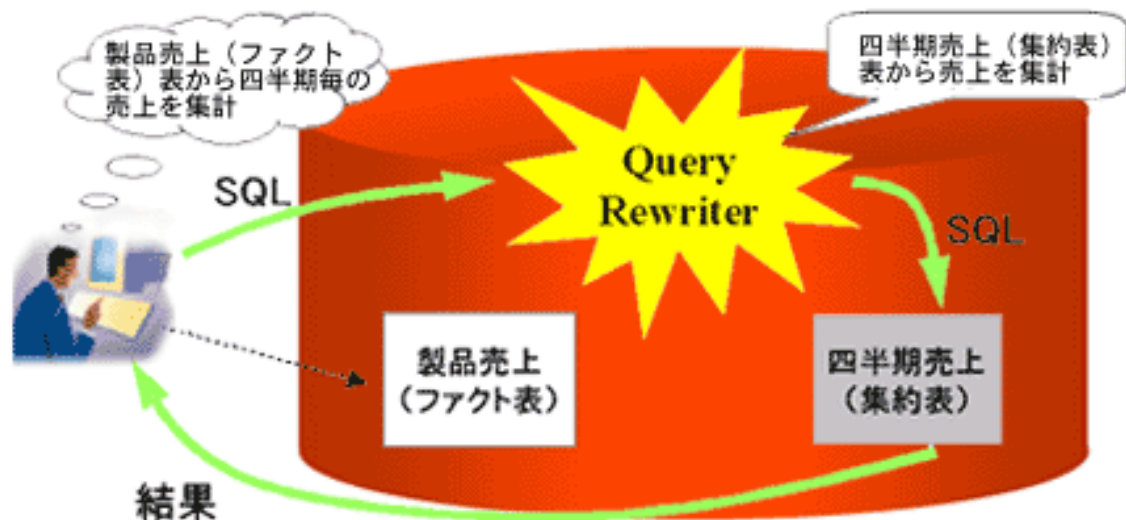 製品売上（ファクト
表）表から四半期毎の
売上を集計
四半期売上（集約表）
表から売上を集計
SQL
Query
Rewriter
SQL
製品売上
（ファクト表）
四半期売上
（集約表）
結果